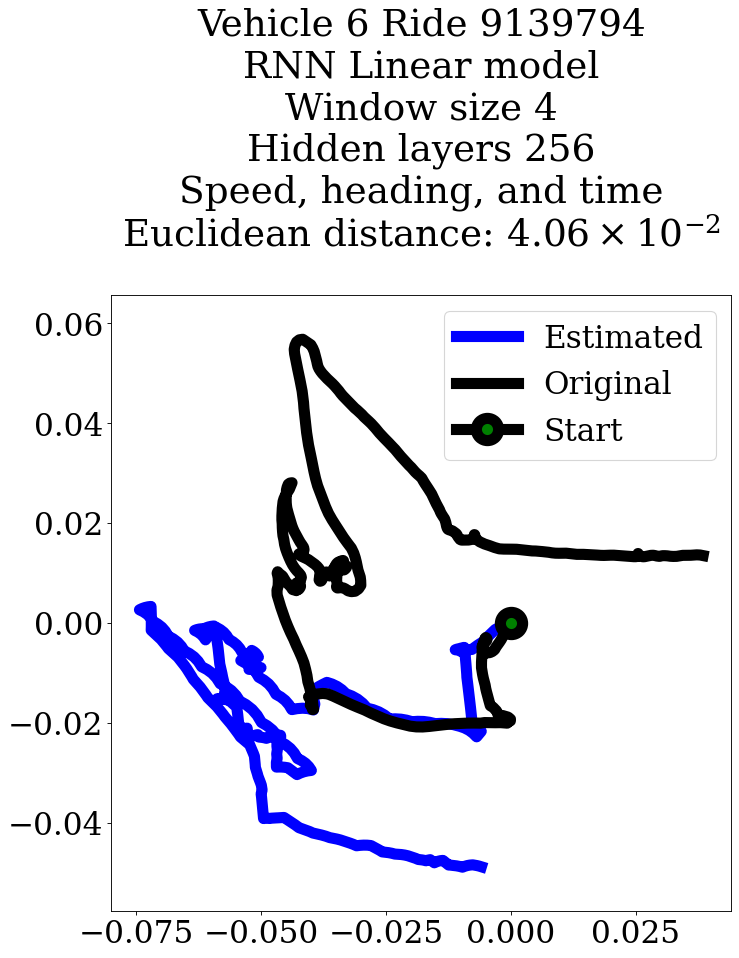 Vehicle 6 Ride 9139794
RNN Linear model
Window size 4
Hidden layers 256
Speed, heading, and time
Euclidean distance: 4.06 × 10⁻²
Estimated
Original
Start
0.06
0.04
0.02
0.00
−0.02
−0.04
−0.075 −0.050 −0.025 0.000 0.025